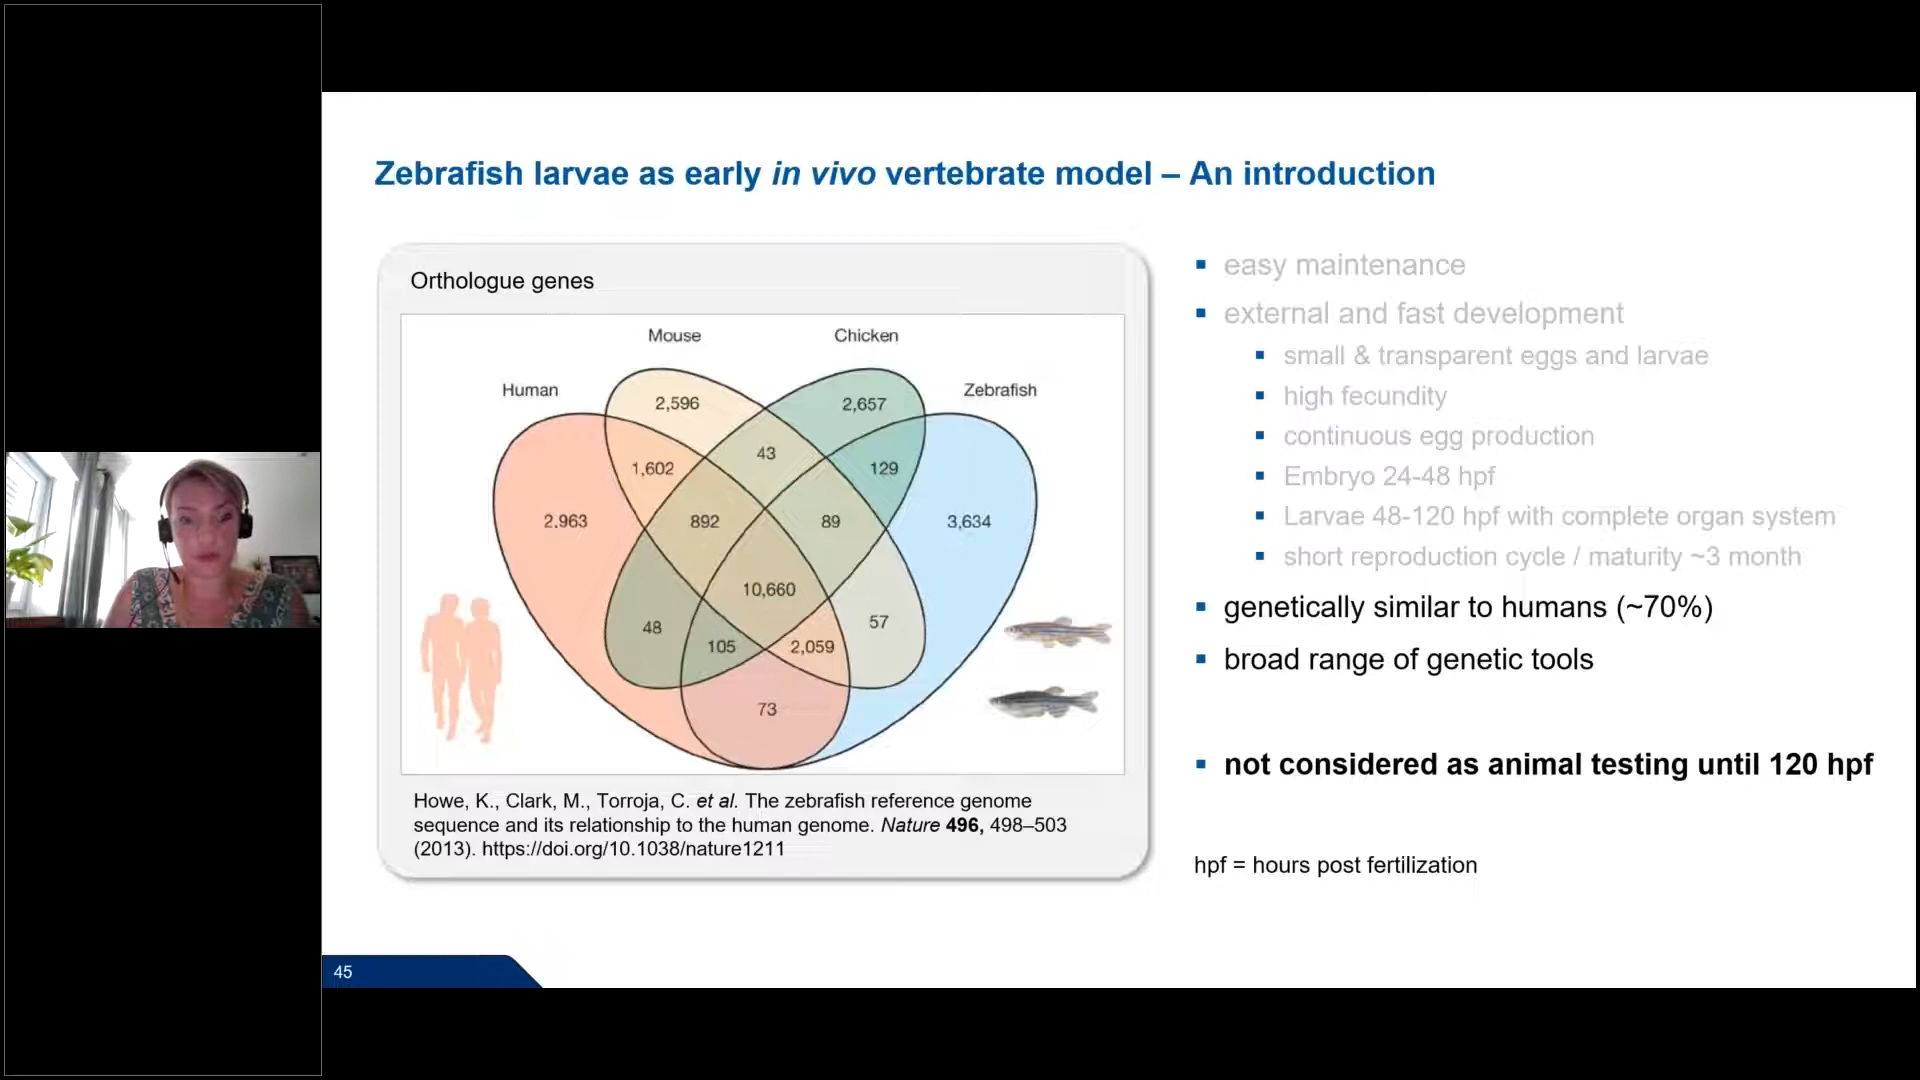 Zebrafish larvae as early in vivo vertebrate model – An introduction
Orthologue genes
Mouse
Chicken
Human
Zebrafish
2,596
2,657
43
1,602
129
2.963
892
89
3,634
10,660
48
57
105
2,059
73
Howe, K., Clark, M., Torroja, C. et al. The zebrafish reference genome
sequence and its relationship to the human genome. Nature 496, 498–503
(2013). https://doi.org/10.1038/nature1211
▪ easy maintenance
▪ external and fast development
▪ small & transparent eggs and larvae
▪ high fecundity
▪ continuous egg production
▪ Embryo 24-48 hpf
▪ Larvae 48-120 hpf with complete organ system
▪ short reproduction cycle / maturity ~3 month
▪ genetically similar to humans (~70%)
▪ broad range of genetic tools
▪ not considered as animal testing until 120 hpf
hpf = hours post fertilization
45